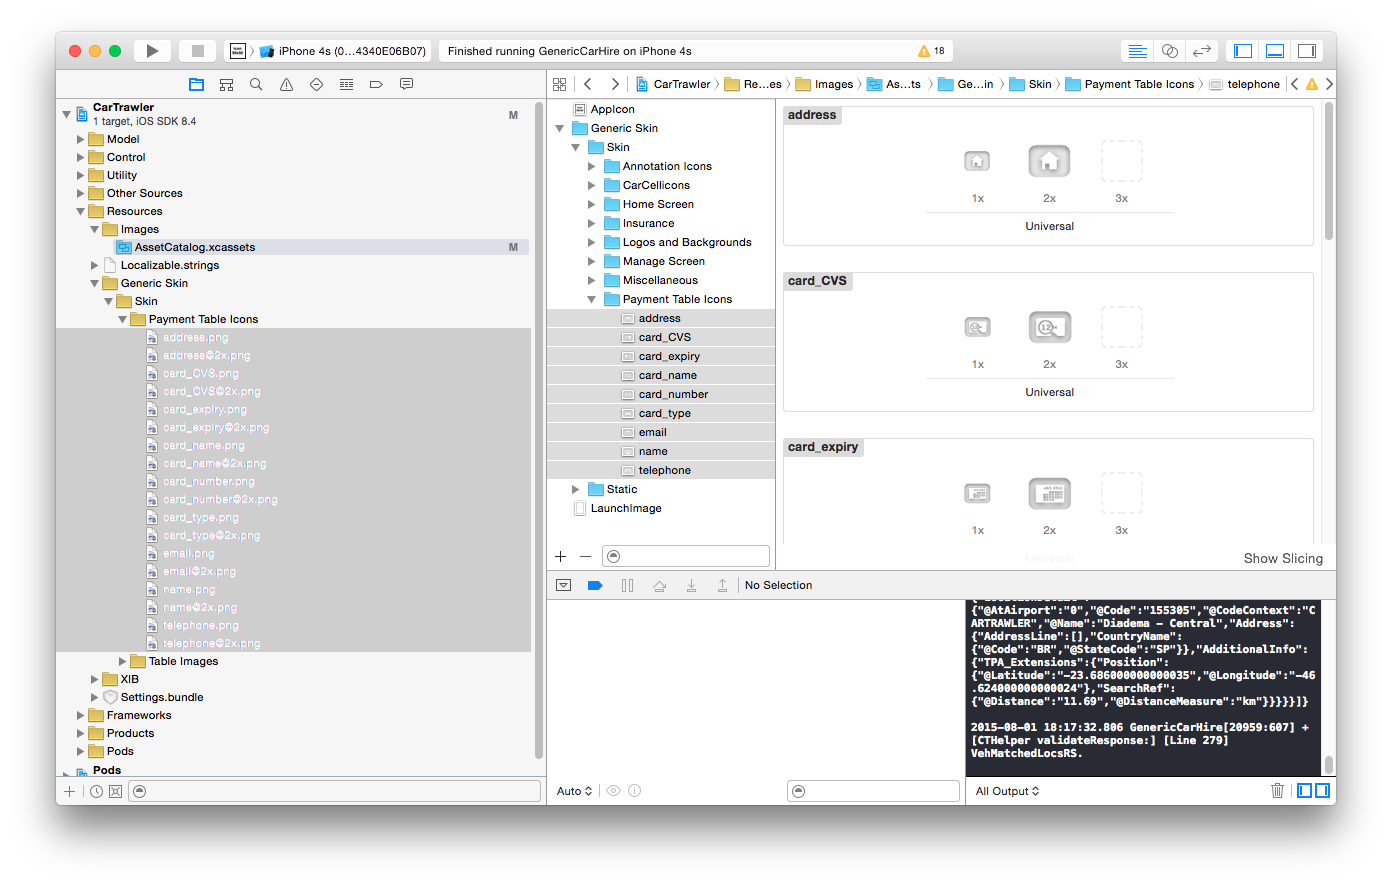 iPhone 4s (0...4340E06B07)
Finished running GenericCarHire on iPhone 4s
18
CarTrawler
1 target, iOS SDK 8.4
M
Model
Control
Utility
Other Sources
Resources
Images
AssetCatalog.xcassets
M
Localizable.strings
Generic Skin
Skin
Payment Table Icons
address.png
address@2x.png
card_CVS.png
card_CVS@2x.png
card_expiry.png
card_expiry@2x.png
card_name.png
card_name@2x.png
card_number.png
card_number@2x.png
card_type.png
card_type@2x.png
email.png
email@2x.png
name.png
name@2x.png
telephone.png
telephone@2x.png
Table Images
XIB
Settings.bundle
Frameworks
Products
Pods
Pods
CarTrawler
Re...es
Images
As...ts
Ge...in
Skin
Payment Table Icons
telephone
AppIcon
Generic Skin
Skin
Annotation Icons
CarCellicons
Home Screen
Insurance
Logos and Backgrounds
Manage Screen
Miscellaneous
Payment Table Icons
address
card_CVS
card_expiry
card_name
card_number
card_type
email
name
telephone
Static
LaunchImage
address
1x 2x 3x
Universal
card_CVS
1x 2x 3x
Universal
card_expiry
1x 2x 3x
Universal
Show Slicing
No Selection
{"@AtAirport":"0","@Code":"155305","@CodeContext":"C
ARTRAWLER","@Name":"Diadema - Central","Address":
{"AddressLine":[],"CountryName":
{"@Code":"BR","@StateCode":"SP"}},"AdditionalInfo":
{"TPA_Extensions":{"Position":
{"@Latitude":"-23.686000000000035","@Longitude":"-46
.624000000000024"},"SearchRef":
{"@Distance":"11.69","@DistanceMeasure":"km"}}}}}]}
2015-08-01 18:17:32.806 GenericCarHire[20959:607] +
[CTHelper validateResponse:] [Line 279]
VehMatchedLocsRS.
Auto
All Output